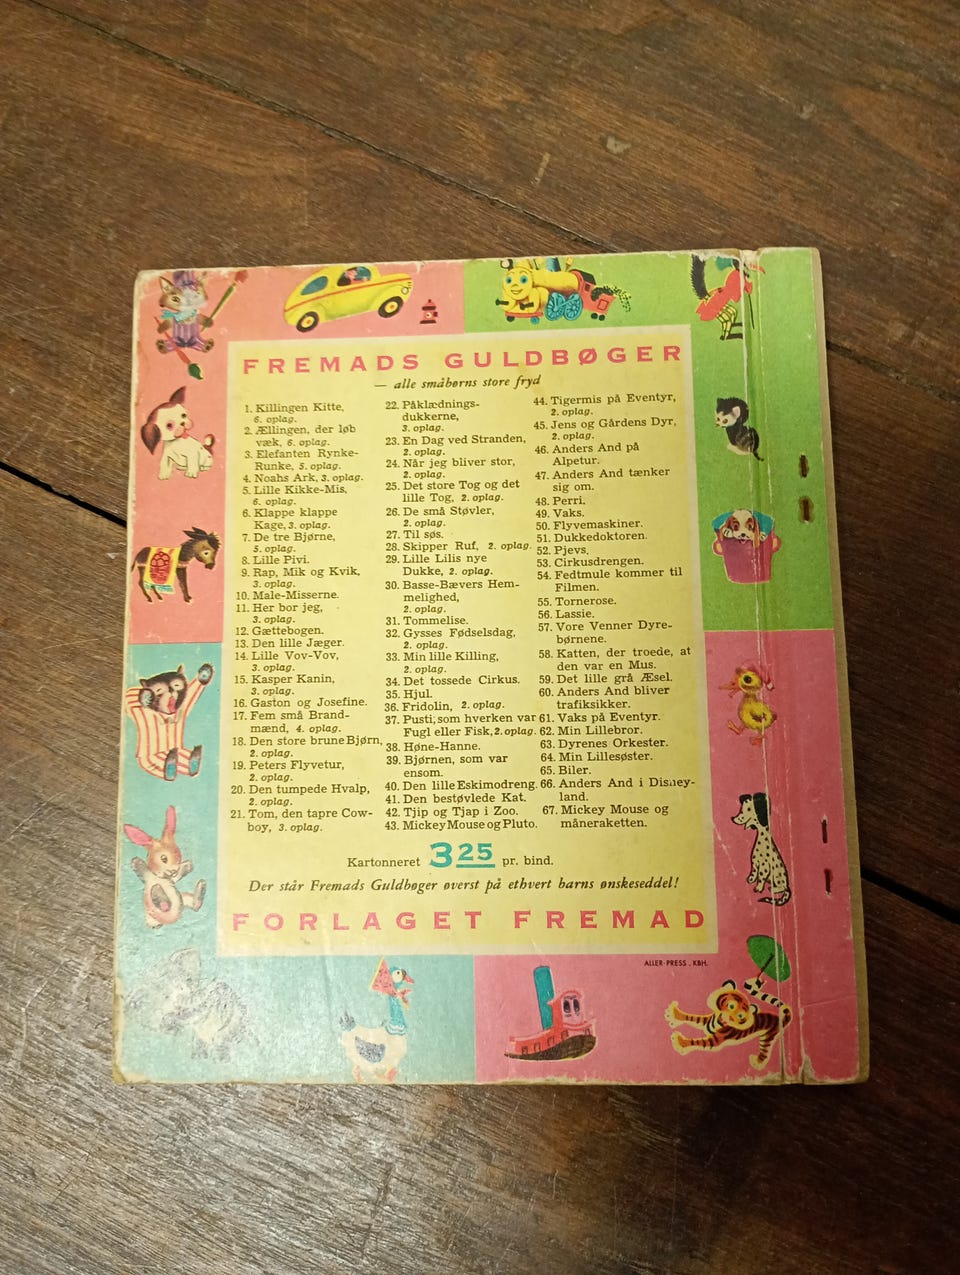 FREMADS GULDBØGER
— alle småbørns store fryd
1. Killingen Kitte,
6. oplag.
2. Ællingen, der løb
væk, 6. oplag.
3. Elefanten Rynke-
Runke, 5. oplag.
4. Noahs Ark, 3. oplag.
5. Lille Kikke-Mis,
6. oplag.
6. Klappe klappe
Kage, 3. oplag.
7. De tre Bjørne,
5. oplag.
8. Lille Pivi.
9. Rap, Mik og Kvik,
3. oplag.
10. Male-Misserne.
11. Her bor jeg,
3. oplag.
12. Gættebogen.
13. Den lille Jæger.
14. Lille Vov-Vov,
3. oplag.
15. Kasper Kanin,
3. oplag.
16. Gaston og Josefine.
17. Fem små Brand-
mænd, 4. oplag.
18. Den store brune Bjørn,
2. oplag.
19. Peters Flyvetur,
2. oplag.
20. Den tumpede Hvalp,
2. oplag.
21. Tom, den tapre Cow-
boy, 3. oplag.
22. Påklædnings-
dukkerne,
3. oplag.
23. En Dag ved Stranden,
2. oplag.
24. Når jeg bliver stor,
2. oplag.
25. Det store Tog og det
lille Tog, 2. oplag.
26. De små Støvler,
2. oplag.
27. Til søs.
28. Skipper Ruf, 2. oplag.
29. Lille Lilis nye
Dukke, 2. oplag.
30. Basse-Bævers Hem-
melighed,
2. oplag.
31. Tommelise.
32. Gysses Fødselsdag,
2. oplag.
33. Min lille Killing,
2. oplag.
34. Det tossede Cirkus.
35. Hjul.
36. Fridolin, 2. oplag.
37. Pusti, som hverken var
Fugl eller Fisk, 2. oplag.
38. Høne-Hanne.
39. Bjørnen, som var
ensom.
40. Den lille Eskimodreng.
41. Den bestøvlede Kat.
42. Tjip og Tjap i Zoo.
43. Mickey Mouse og Pluto.
44. Tigermis på Eventyr,
2. oplag.
45. Jens og Gårdens Dyr,
2. oplag.
46. Anders And på
Alpetur.
47. Anders And tænker
sig om.
48. Perri.
49. Vaks.
50. Flyvemaskiner.
51. Dukkedoktoren.
52. Pjevs,
53. Cirkusdrengen.
54. Fedtmule kommer til
Filmen.
55. Tornerose.
56. Lassie.
57. Vore Venner Dyre-
børnene.
58. Katten, der troede, at
den var en Mus.
59. Det lille grå Æsel.
60. Anders And bliver
trafiksikker.
61. Vaks på Eventyr.
62. Min Lillebror.
63. Dyrenes Orkester.
64. Min Lillesøster.
65. Biler.
66. Anders And i Disney-
land.
67. Mickey Mouse og
måneraketten.
Kartonneret 325 pr. bind.
Der står Fremads Guldbøger øverst på ethvert barns ønskeseddel!
FORLAGET FREMAD
ALLER-PRESS . KBH.